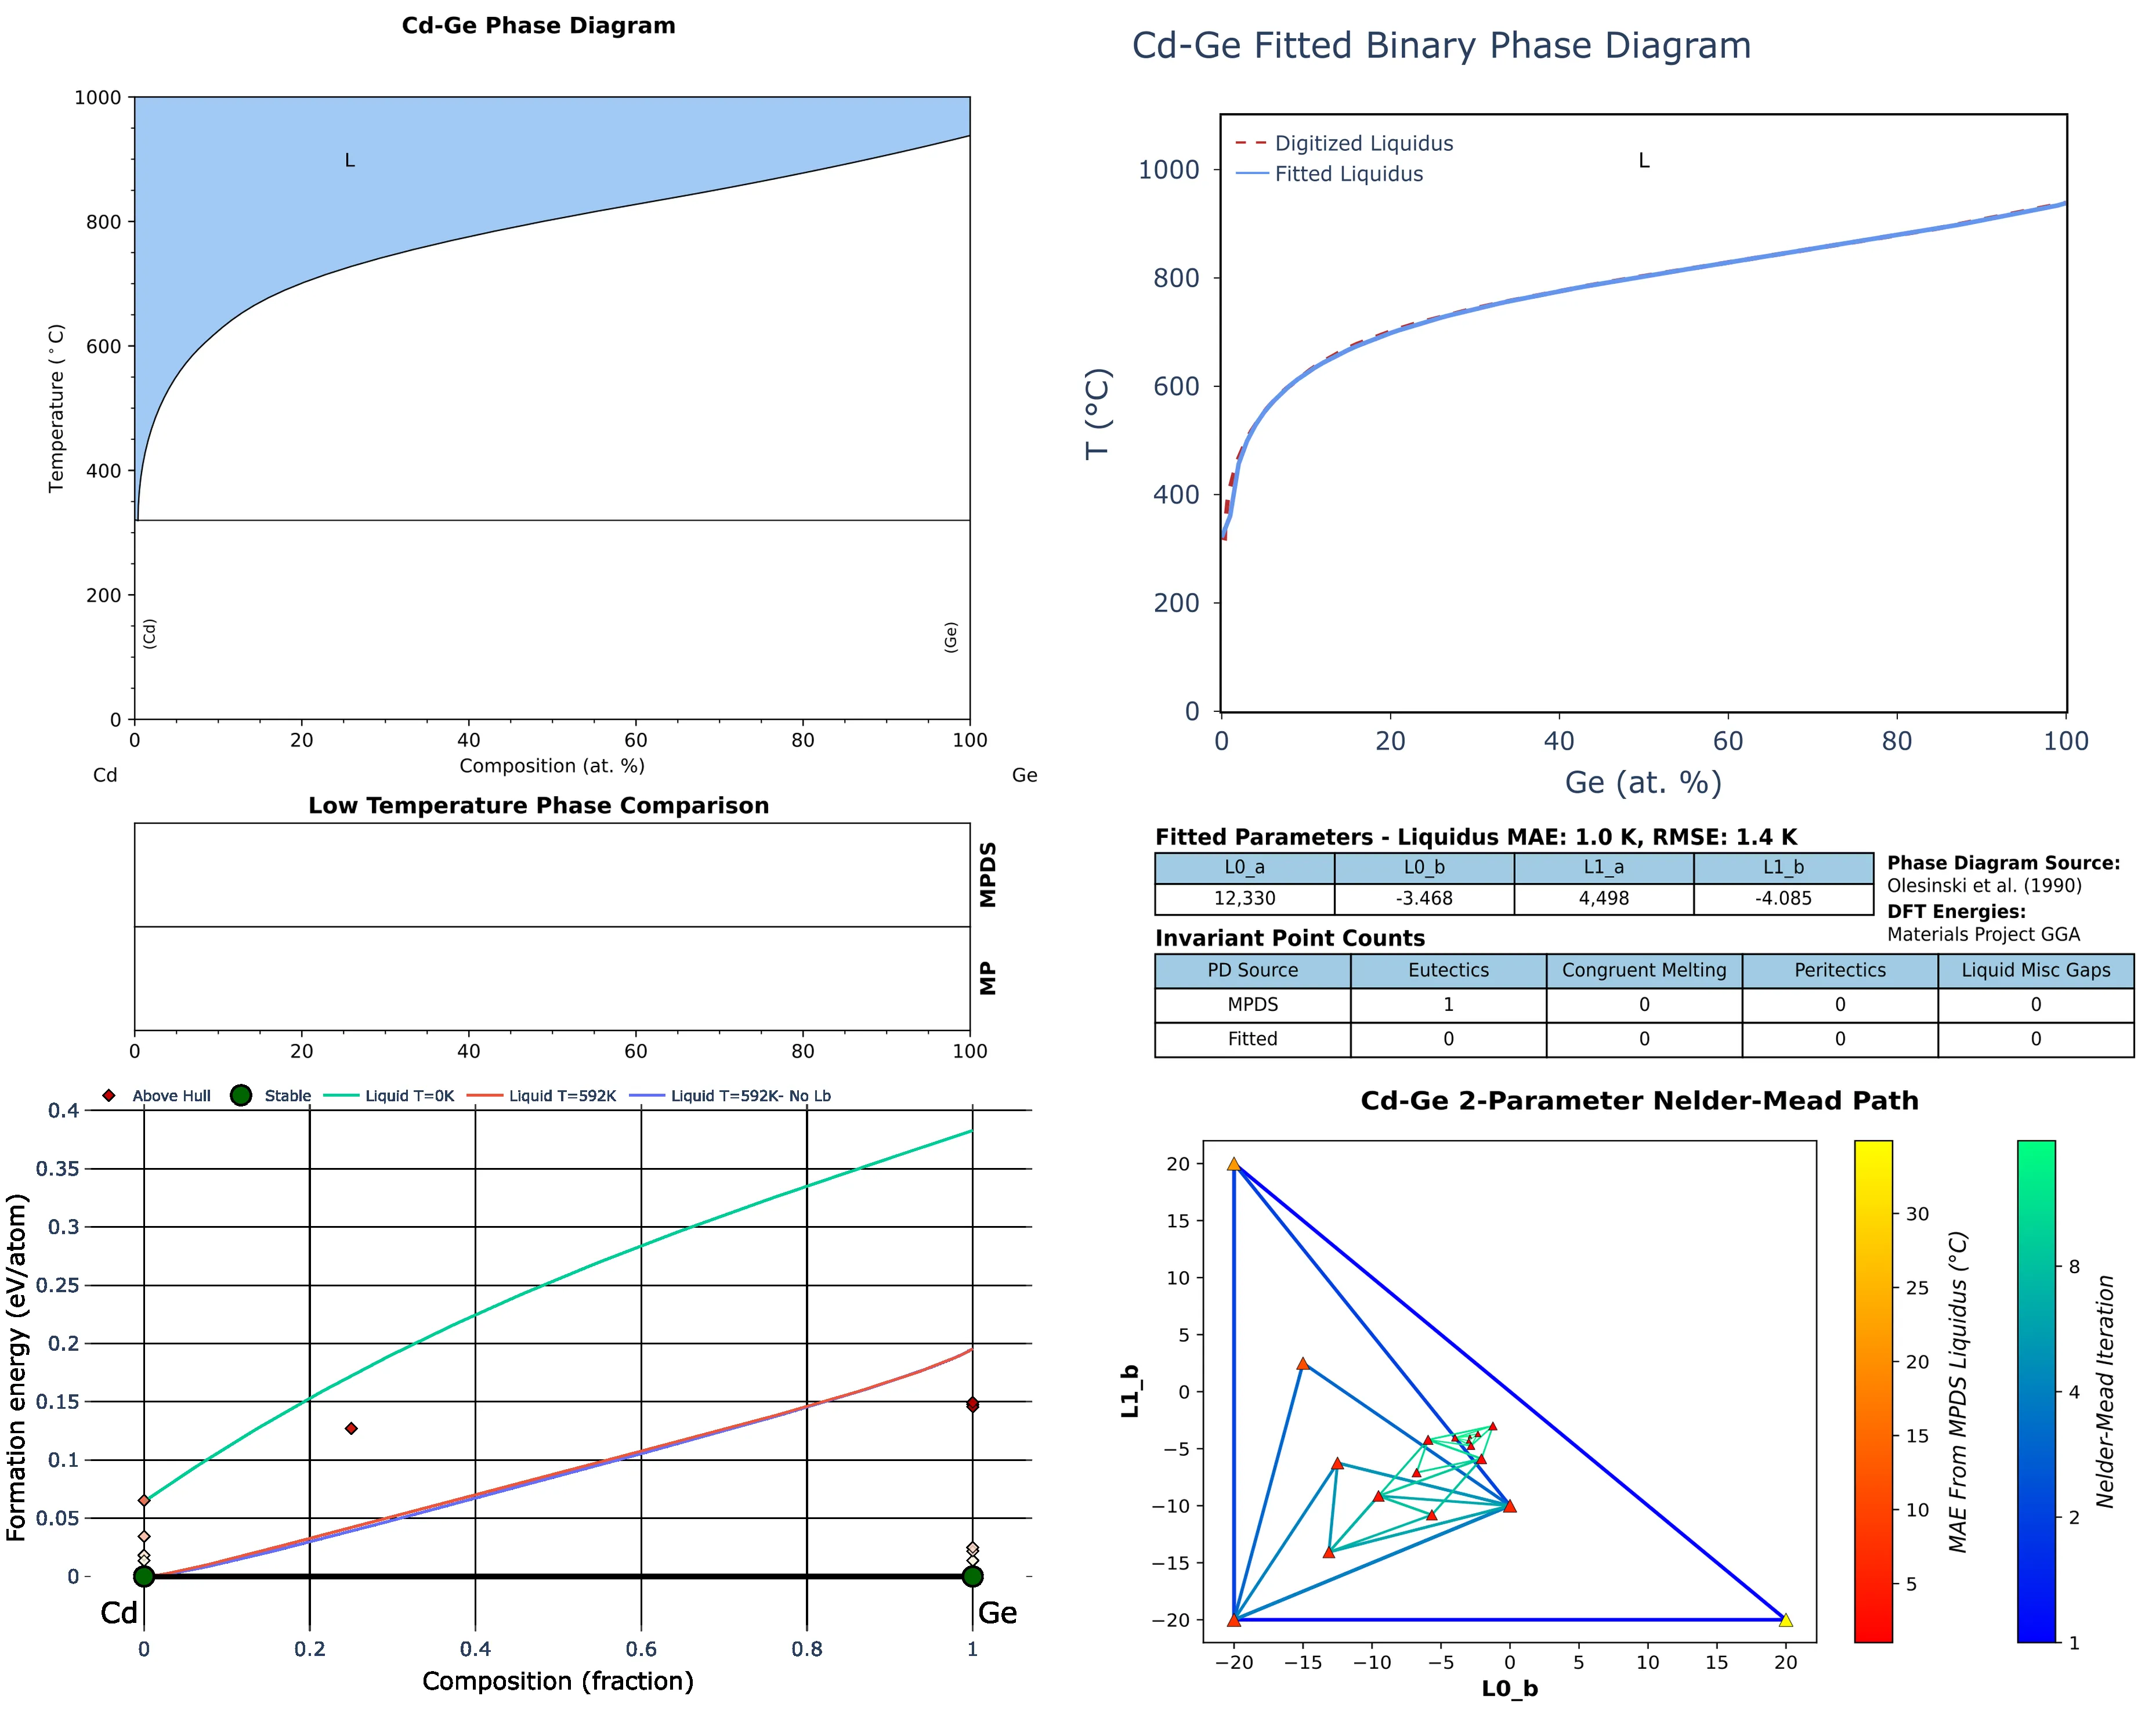 Cd-Ge Phase Diagram
1000
800
600
400
200
0
Temperature (°C)
L
(Cd)
(Ge)
0 20 40 60 80 100
Composition (at. %)
Cd Ge
Low Temperature Phase Comparison
MPDS
MP
0 20 40 60 80 100
Cd-Ge Fitted Binary Phase Diagram
Digitized Liquidus
Fitted Liquidus
L
1000
800
600
400
200
0
T (°C)
0 20 40 60 80 100
Ge (at. %)
Fitted Parameters - Liquidus MAE: 1.0 K, RMSE: 1.4 K
L0_a L0_b L1_a L1_b
12,330 -3.468 4,498 -4.085
Phase Diagram Source:
Olesinski et al. (1990)
DFT Energies:
Materials Project GGA
Invariant Point Counts
PD Source Eutectics Congruent Melting Peritectics Liquid Misc Gaps
MPDS 1 0 0 0
Fitted 0 0 0 0
Above Hull Stable Liquid T=0K Liquid T=592K Liquid T=592K- No Lb
0.4
0.35
0.3
0.25
0.2
0.15
0.1
0.05
0
Formation energy (eV/atom)
Cd Ge
0 0.2 0.4 0.6 0.8 1
Composition (fraction)
Cd-Ge 2-Parameter Nelder-Mead Path
20
15
10
5
0
−5
−10
−15
−20
L1_b
−20 −15 −10 −5 0 5 10 15 20
L0_b
30
25
20
15
10
5
MAE From MPDS Liquidus (°C)
8
4
2
1
Nelder-Mead Iteration